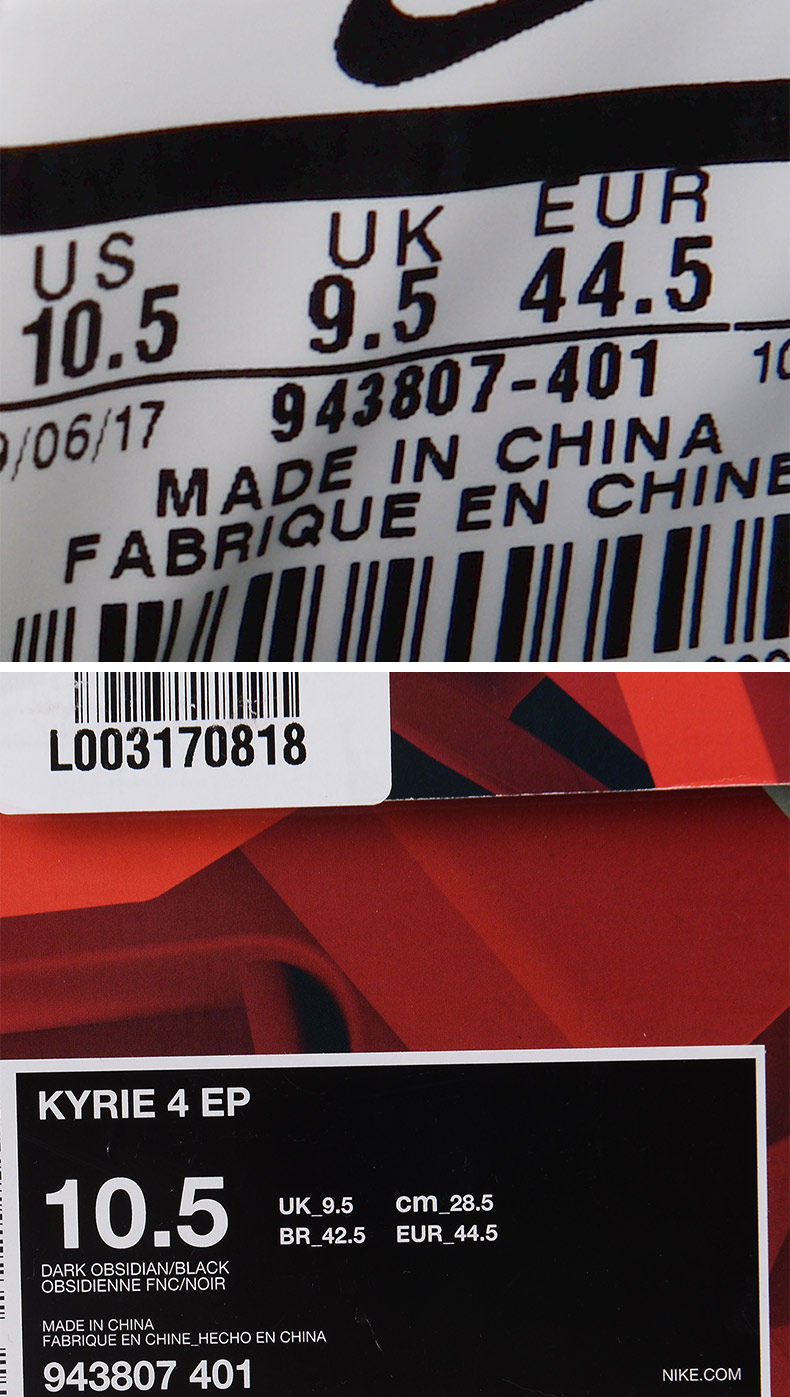 US UK EUR
10.5 9.5 44.5
/06/17 943807-401 10
MADE IN CHINA
FABRIQUE EN CHINE
L003170818
KYRIE 4 EP
10.5
UK_9.5 cm_28.5
BR_42.5 EUR_44.5
DARK OBSIDIAN/BLACK
OBSIDIENNE FNC/NOIR
MADE IN CHINA
FABRIQUE EN CHINE_HECHO EN CHINA
943807 401
NIKE.COM